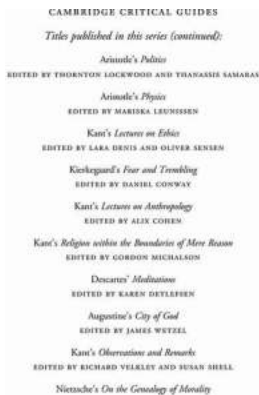 CAMBRIDGE CRITICAL GUIDES
Titles published in this series (continued):
Aristotle's Politics
EDITED BY THORNTON LOCKWOOD AND THANASSIS SAMARAS
Aristotle's Physics
EDITED BY MARISKA LEUNISSEN
Kant's Lectures on Ethics
EDITED BY LARA DENIS AND OLIVER SENSEN
Kierkegaard's Fear and Trembling
EDITED BY DANIEL CONWAY
Kant's Lectures on Anthropology
EDITED BY ALIX COHEN
Kant's Religion within the Boundaries of Mere Reason
EDITED BY GORDON MICHALSON
Descartes' Meditations
EDITED BY KAREN DETLEFSEN
Augustine's City of God
EDITED BY JAMES WETZEL
Kant's Observations and Remarks
EDITED BY RICHARD VELKLEY AND SUSAN SHELL
Nietzsche's On the Genealogy of Morality